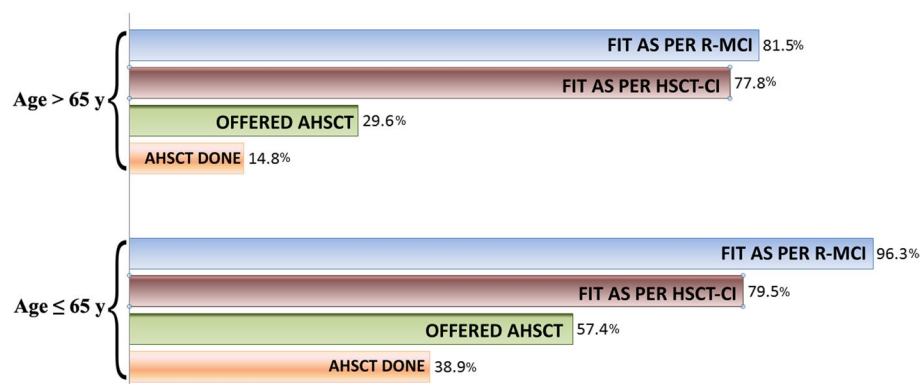 FIT AS PER R-MCI 81.5%
Age > 65 y
FIT AS PER HSCT-CI 77.8%
OFFERED AHSCT 29.6%
AHSCT DONE 14.8%
FIT AS PER R-MCI 96.3%
Age ≤ 65 y
FIT AS PER HSCT-CI 79.5%
OFFERED AHSCT 57.4%
AHSCT DONE 38.9%